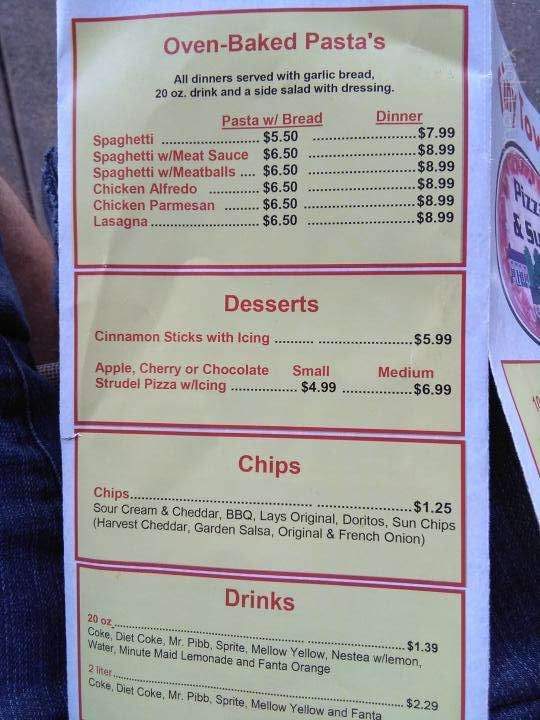 Oven-Baked Pasta's
All dinners served with garlic bread,
20 oz. drink and a side salad with dressing.
Pasta w/ Bread Dinner
Spaghetti ........................ $5.50 ........................ $7.99
Spaghetti w/Meat Sauce $6.50 ........................ $8.99
Spaghetti w/Meatballs .... $6.50 ........................ $8.99
Chicken Alfredo ............ $6.50 ........................ $8.99
Chicken Parmesan ........ $6.50 ........................ $8.99
Lasagna ........................ $6.50 ........................ $8.99
Desserts
Cinnamon Sticks with Icing .......... ........................ $5.99
Apple, Cherry or Chocolate Small Medium
Strudel Pizza w/Icing ................ $4.99 ................ $6.99
Chips
Chips.................................................. $1.25
Sour Cream & Cheddar, BBQ, Lays Original, Doritos, Sun Chips
(Harvest Cheddar, Garden Salsa, Original & French Onion)
Drinks
20 oz.................................................. $1.39
Coke, Diet Coke, Mr. Pibb, Sprite, Mellow Yellow, Nestea w/lemon,
Water, Minute Maid Lemonade and Fanta Orange
2 liter.................................................. $2.29
Coke, Diet Coke, Mr. Pibb, Sprite, Mellow Yellow and Fanta